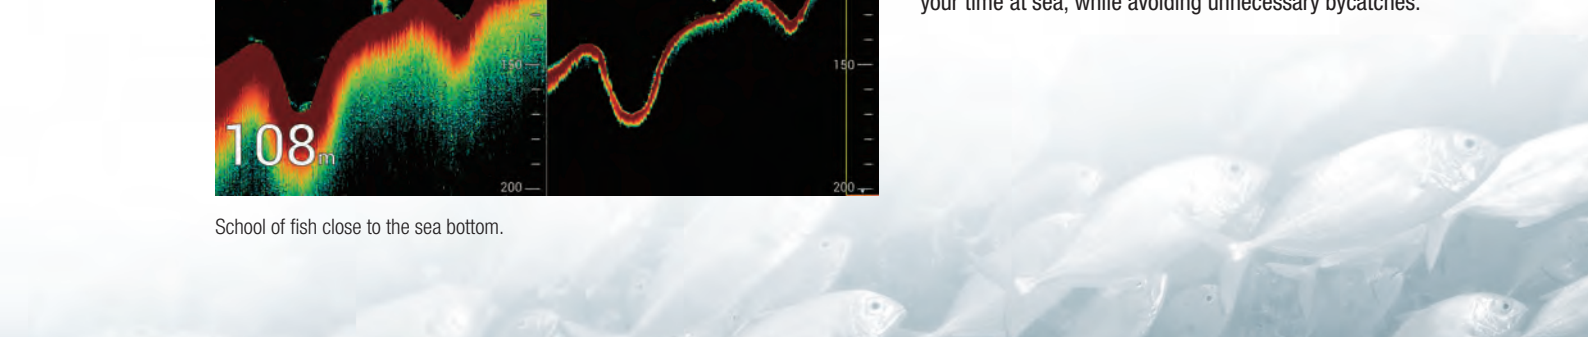 your time at sea, while avoiding unnecessary bycatches.
150
150
108m
200
200
School of fish close to the sea bottom.